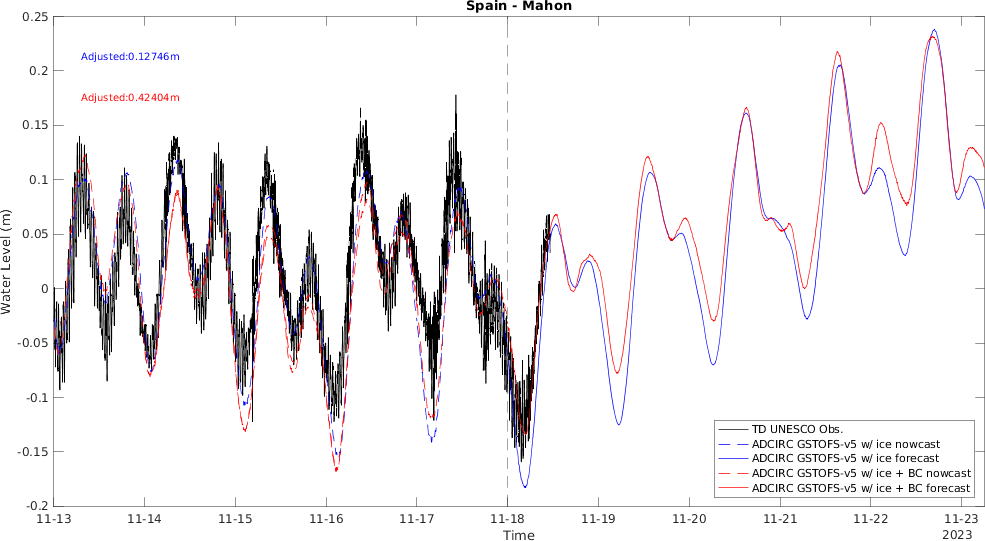 Spain - Mahon
0.25
0.2
0.15
0.1
0.05
0
-0.05
-0.1
-0.15
-0.2
Water Level (m)
Adjusted:0.12746m
Adjusted:0.42404m
TD UNESCO Obs.
ADCIRC GSTOFS-v5 w/ ice nowcast
ADCIRC GSTOFS-v5 w/ ice forecast
ADCIRC GSTOFS-v5 w/ ice + BC nowcast
ADCIRC GSTOFS-v5 w/ ice + BC forecast
11-13 11-14 11-15 11-16 11-17 11-18 11-19 11-20 11-21 11-22 11-23
Time
2023